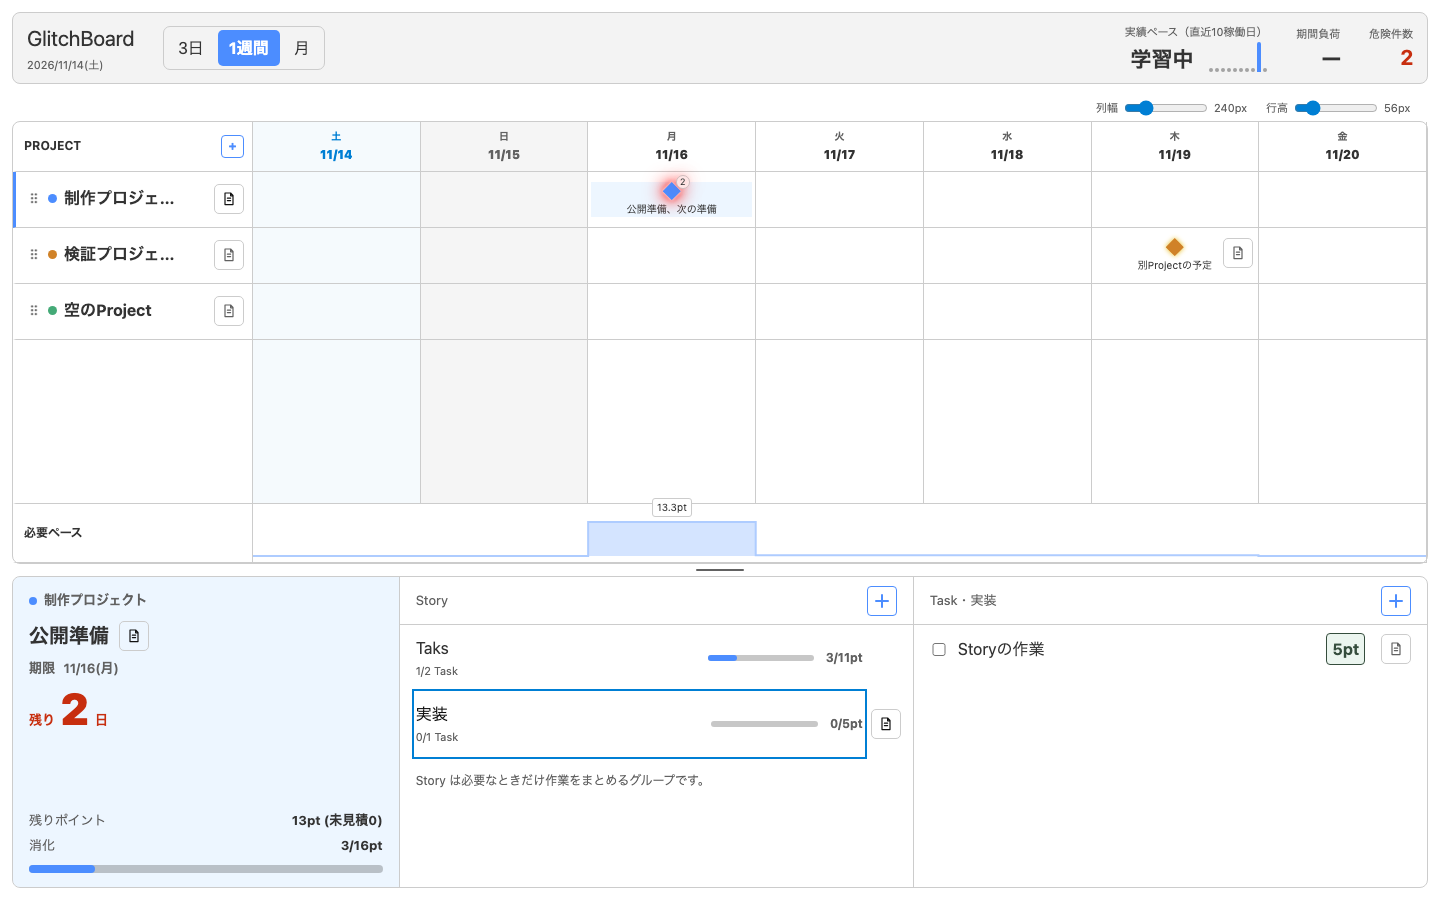 GlitchBoard
2026/11/14(土)
3日 1週間 月
実績ペース（直近10稼働日）
学習中
期間負荷
—
危険件数
2
列幅 240px 行高 56px
PROJECT +
土 日 月 火 水 木 金
11/14 11/15 11/16 11/17 11/18 11/19 11/20
制作プロジェ...
2
公開準備、次の準備
検証プロジェ...
別Projectの予定
空のProject
13.3pt
必要ペース
制作プロジェクト
公開準備
期限 11/16(月)
残り 2 日
残りポイント 13pt (未見積0)
消化 3/16pt
Story +
Taks
1/2 Task
3/11pt
実装
0/1 Task
0/5pt
Story は必要なときだけ作業をまとめるグループです。
Task・実装 +
Storyの作業 5pt